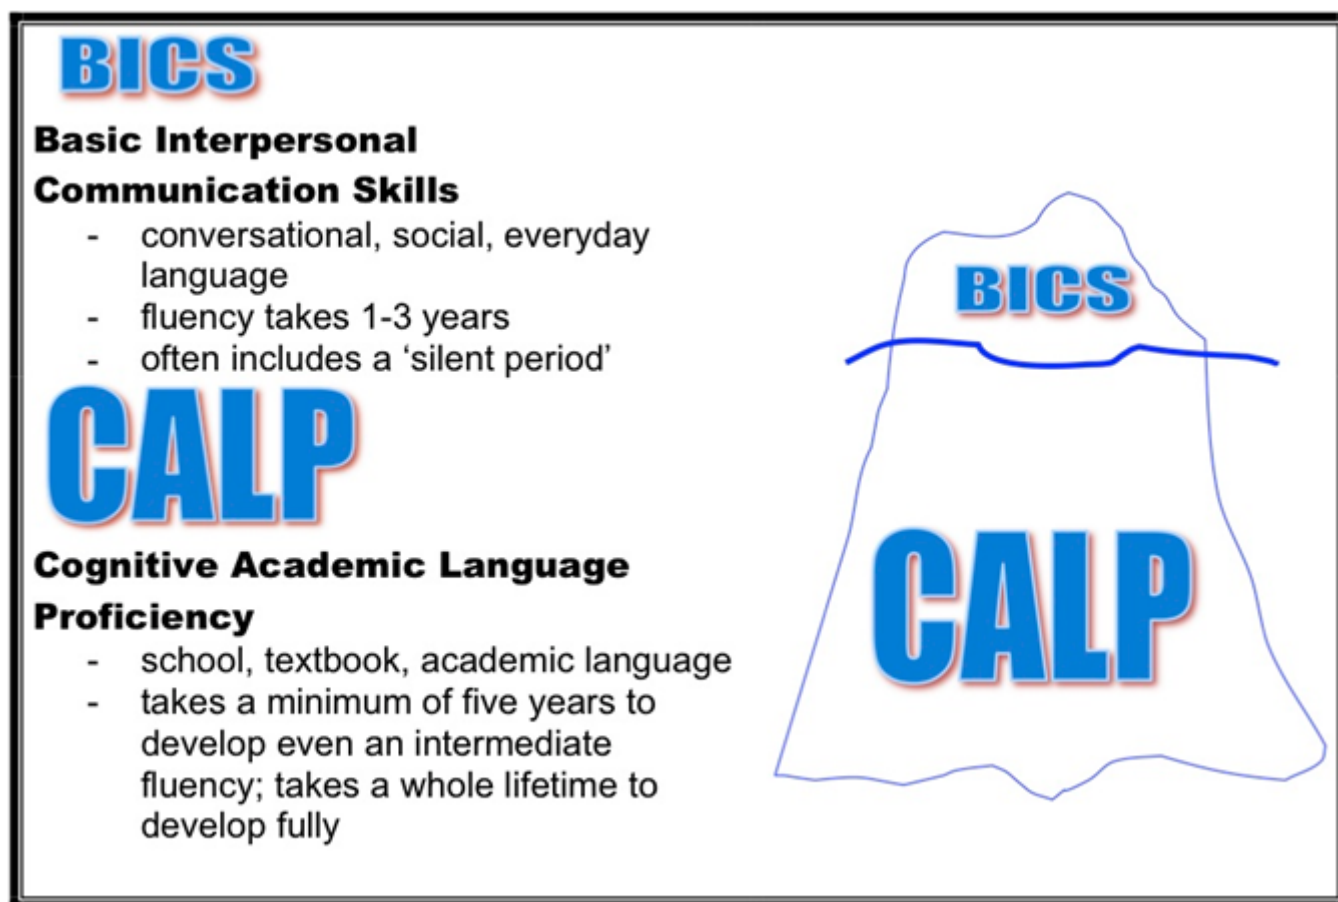 BICS
Basic Interpersonal
Communication Skills
- conversational, social, everyday
language
- fluency takes 1-3 years
- often includes a ‘silent period’
CALP
Cognitive Academic Language
Proficiency
- school, textbook, academic language
- takes a minimum of five years to
develop even an intermediate
fluency; takes a whole lifetime to
develop fully
BICS
CALP